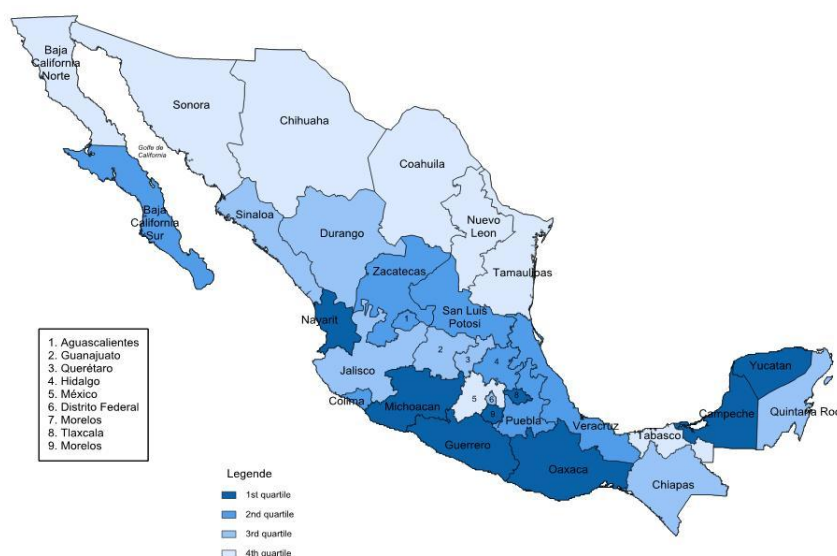 Baja
California
Norte
Sonora
Chihuaha
Coahuila
Golfe de
California
Baja
California
Sur
Sinaloa
Durango
Nuevo
Leon
Tamaulipas
Zacatecas
San Luis
Potosi
Nayarit
1
2
3
4
Jalisco
5
6
8
9
Colima
Michoacan
Puebla
Veracruz
Guerrero
Oaxaca
Tabasco
Campeche
Yucatan
Quintana Roo
Chiapas
1. Aguascalientes
2. Guanajuato
3. Querétaro
4. Hidalgo
5. México
6. Distrito Federal
7. Morelos
8. Tlaxcala
9. Morelos
Legende
1st quartile
2nd quartile
3rd quartile
4th quartile